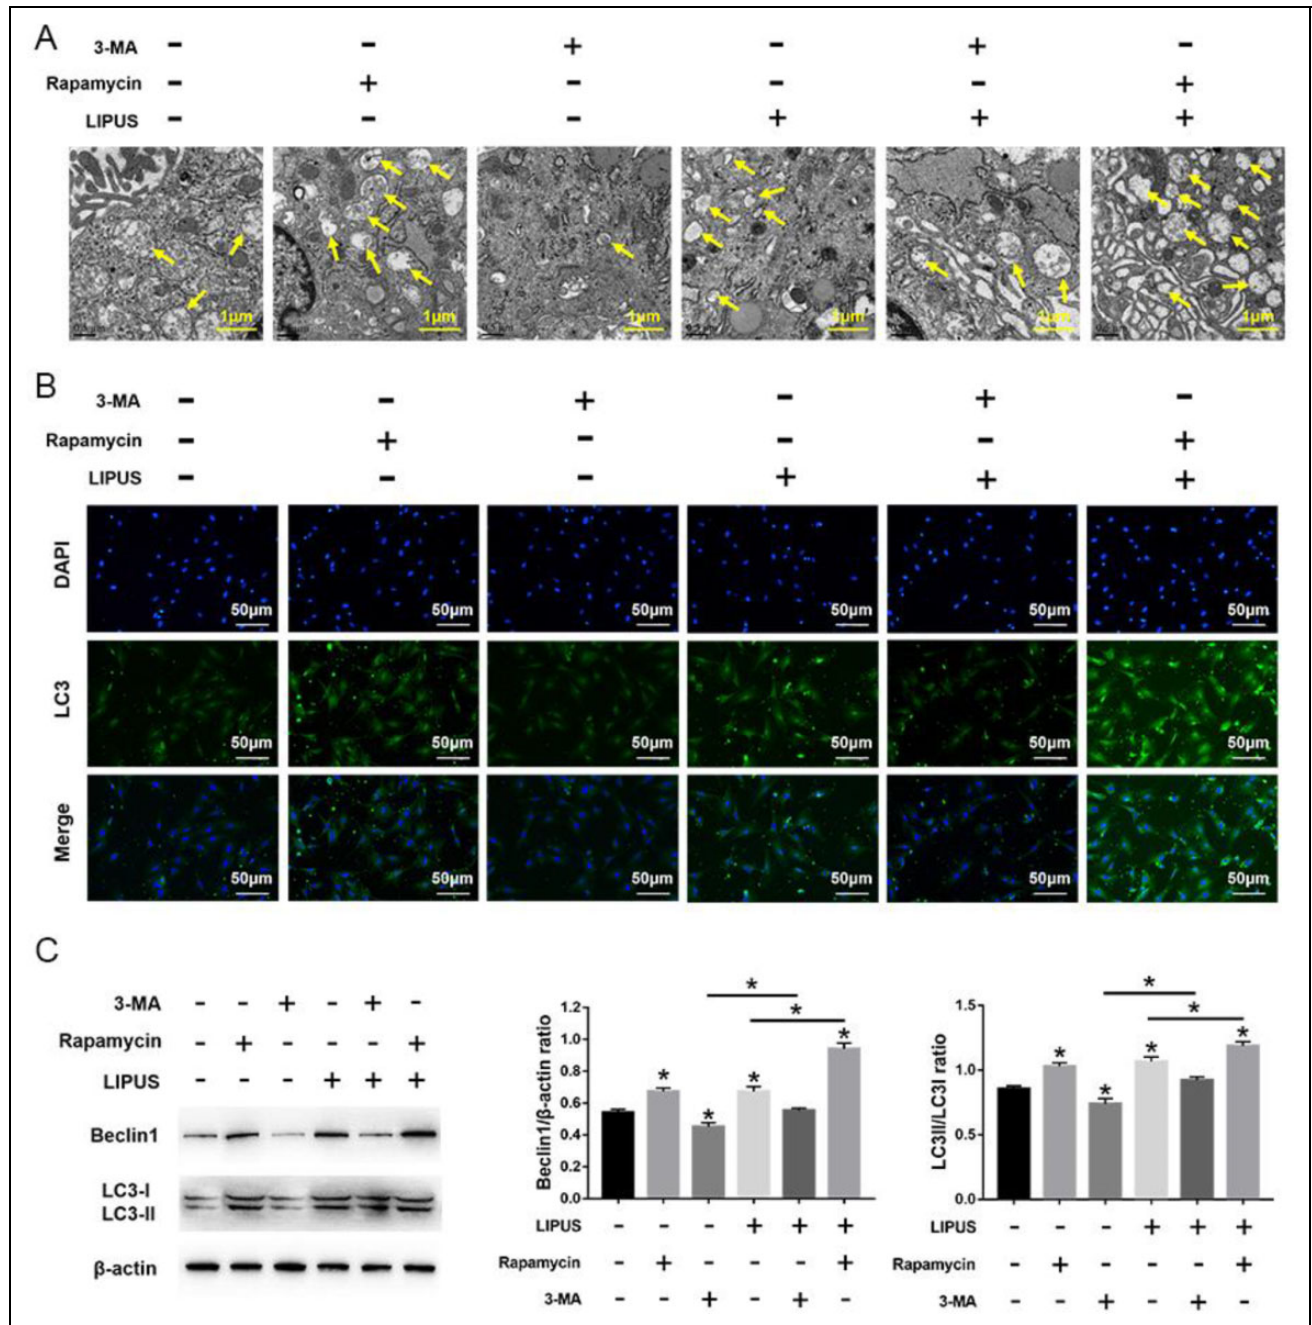 A
3-MA - - + - + -
Rapamycin - + - - - +
LIPUS - - - + + +
1μm 1μm 1μm 1μm 1μm 1μm
B
3-MA - - + - + -
Rapamycin - + - - - +
LIPUS - - - + + +
DAPI 50μm 50μm 50μm 50μm 50μm 50μm
LC3 50μm 50μm 50μm 50μm 50μm 50μm
Merge 50μm 50μm 50μm 50μm 50μm 50μm
C
3-MA - - + - + -
Rapamycin - + - - - +
LIPUS - - - + + +
Beclin1
LC3-I
LC3-II
β-actin
Beclin1/β-actin ratio
1.2
1.0
0.8
0.6
0.4
0.2
0.0
* * * * * *
LIPUS - - - + + +
Rapamycin - + - - - +
3-MA - - + - + -
LC3II/LC3I ratio
1.5
1.0
0.5
0.0
* * * * * *
LIPUS - - - + + +
Rapamycin - + - - - +
3-MA - - + - + -